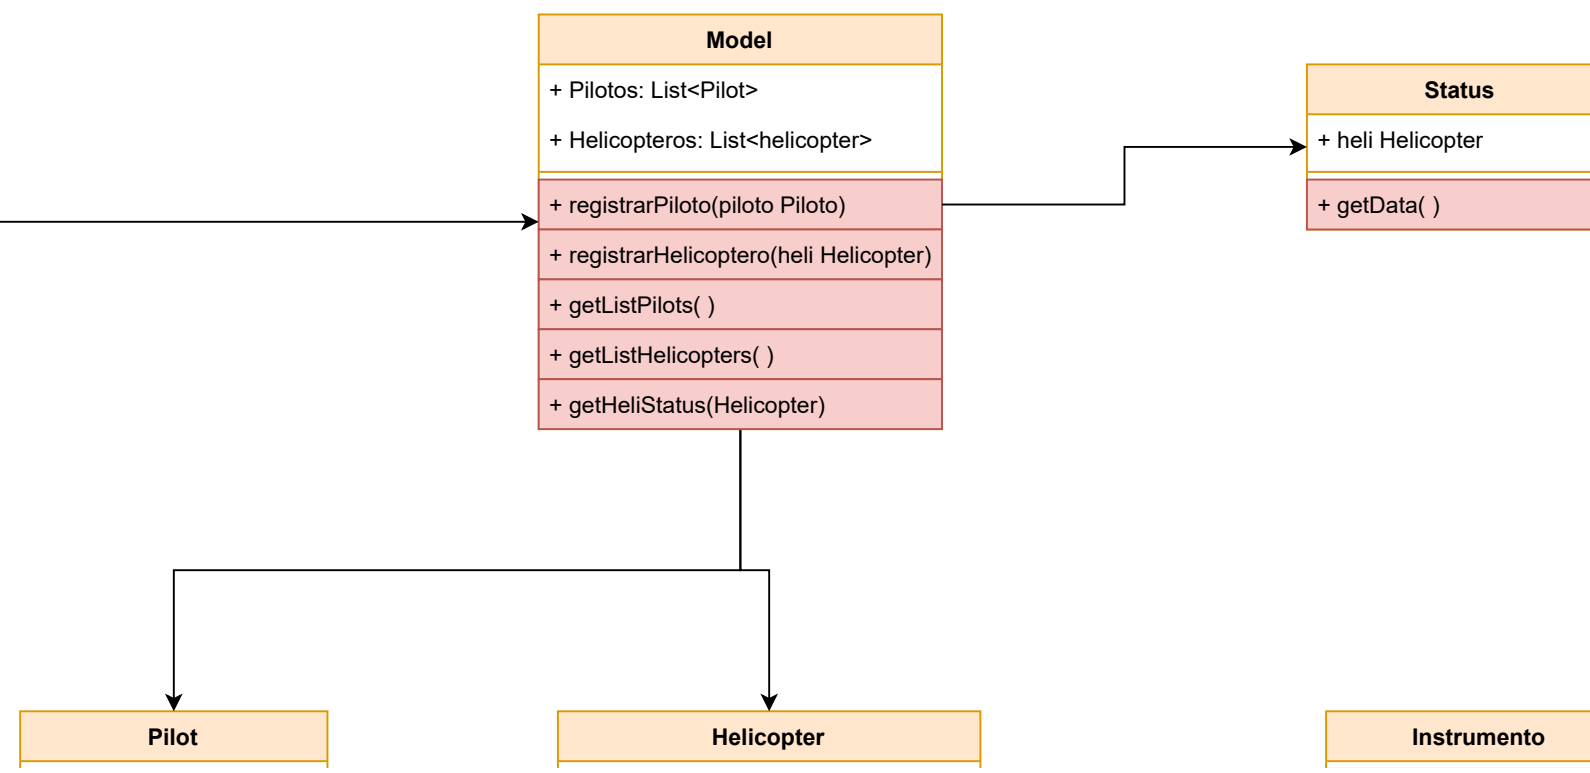 Model
+ Pilotos: List<Pilot>
+ Helicopteros: List<helicopter>
+ registrarPiloto(piloto Piloto)
+ registrarHelicoptero(heli Helicopter)
+ getListPilots( )
+ getListHelicopters( )
+ getHeliStatus(Helicopter)
Status
+ heli Helicopter
+ getData( )
Pilot
Helicopter
Instrumento